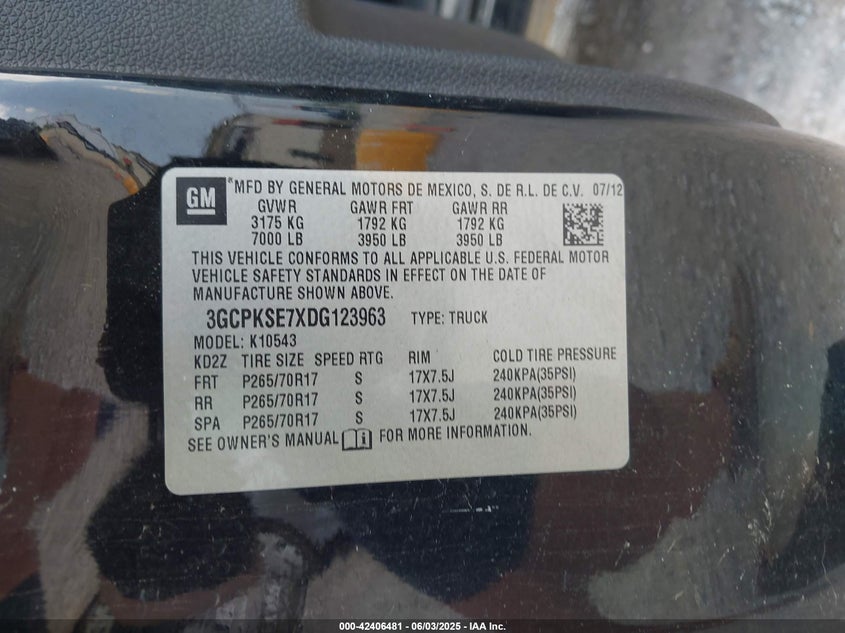 GM
*MFD BY GENERAL MOTORS DE MEXICO, S. DE R.L. DE C.V. 07/12
GVWR GAWR FRT GAWR RR
3175 KG 1792 KG 1792 KG
7000 LB 3950 LB 3950 LB
THIS VEHICLE CONFORMS TO ALL APPLICABLE U.S. FEDERAL MOTOR
VEHICLE SAFETY STANDARDS IN EFFECT ON THE DATE OF
MANUFACTURE SHOWN ABOVE.
3GCPKSE7XDG123963 TYPE: TRUCK
MODEL: K10543
KD2Z TIRE SIZE SPEED RTG RIM COLD TIRE PRESSURE
FRT P265/70R17 S 17X7.5J 240KPA(35PSI)
RR P265/70R17 S 17X7.5J 240KPA(35PSI)
SPA P265/70R17 S 17X7.5J 240KPA(35PSI)
SEE OWNER'S MANUAL FOR MORE INFORMATION.
000-42406481 - 06/03/2025 - IAA Inc.